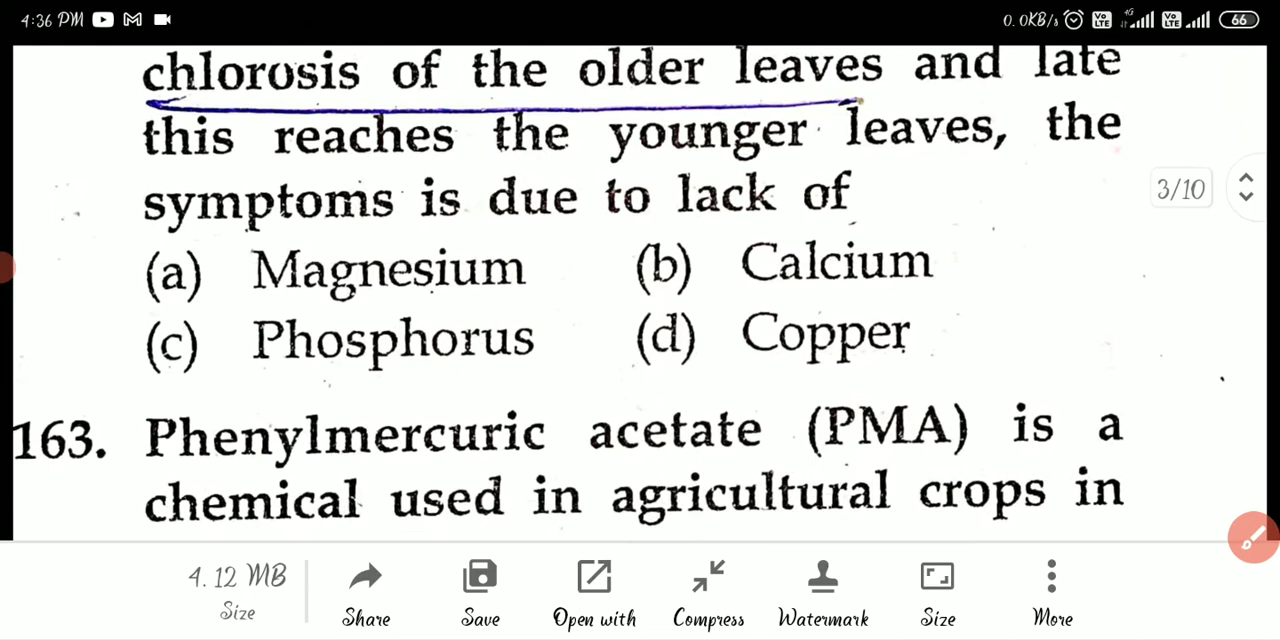 4:36 PM
0.0KB/s 4G 66
chlorosis of the older leaves and late
this reaches the younger leaves, the
symptoms is due to lack of
3/10
(a) Magnesium (b) Calcium
(c) Phosphorus (d) Copper
163. Phenylmercuric acetate (PMA) is a
chemical used in agricultural crops in
4.12 MB
Size Share Save Open with Compress Watermark Size More